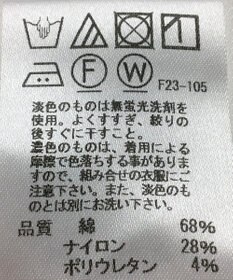 F
W
F23-105
淡色のものは無蛍光洗剤を
使用。よくすすぎ、絞りの
後すぐに干すこと。
濃色のものは、着用による
摩擦で色落ちする事があり
ますので、組み合せの衣服にご
注意下さい。また、淡色のも
のとは別にお洗い下さい。
品質 綿 68%
ナイロン 28%
ポリウレタン 4%